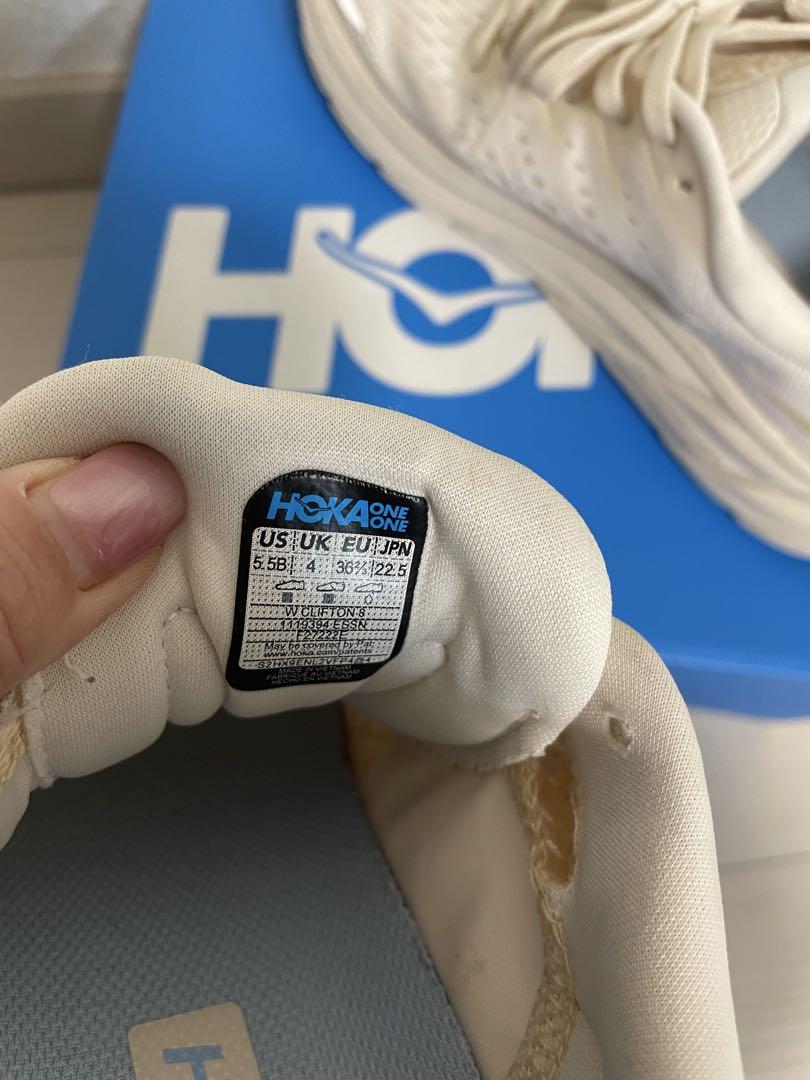 HOKA
HOKA ONE ONE
US UK EU JPN
5.5B 4 36⅔ 22.5
W CLIFTON 8
1119394 ESSN
F27222E
May be covered by Pat:
www.hoka.com/patents
MADE IN VIETNAM
FABRIQUE AU VIETNAM
HECHO EN VIETNAM
T